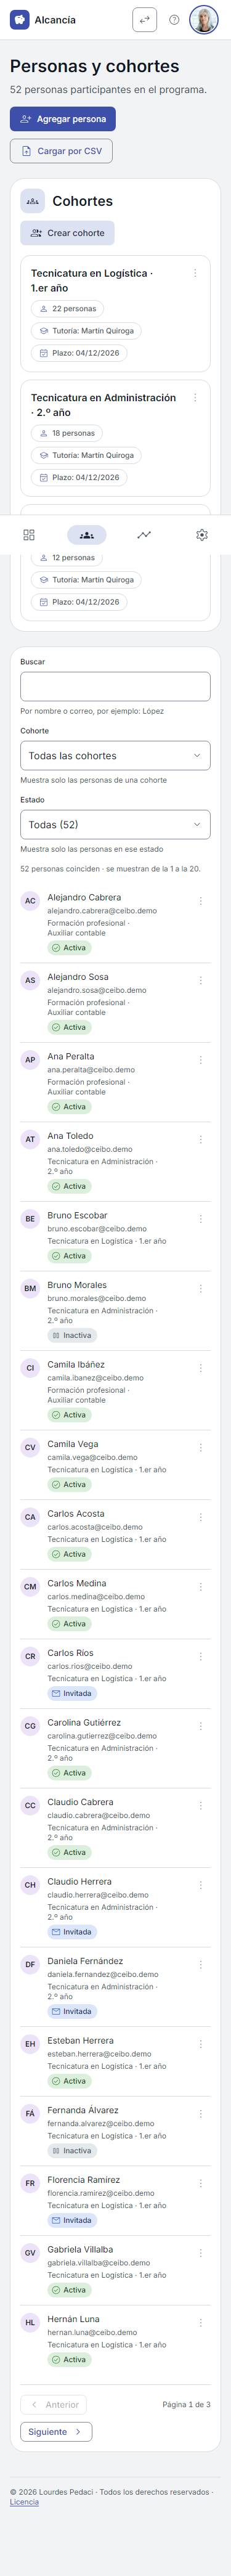 Alcancía
Personas y cohortes
52 personas participantes en el programa.
Agregar persona
Cargar por CSV
Cohortes
Crear cohorte
Tecnicatura en Logística ·
1.er año
22 personas
Tutoría: Martín Quiroga
Plazo: 04/12/2026
Tecnicatura en Administración
· 2.º año
18 personas
Tutoría: Martín Quiroga
Plazo: 04/12/2026
12 personas
Tutoría: Martín Quiroga
Plazo: 04/12/2026
Buscar
Por nombre o correo, por ejemplo: López
Cohorte
Todas las cohortes
Muestra solo las personas de una cohorte
Estado
Todas (52)
Muestra solo las personas en ese estado
52 personas coinciden · se muestran de la 1 a la 20.
AC Alejandro Cabrera
alejandro.cabrera@ceibo.demo
Formación profesional ·
Auxiliar contable
Activa
AS Alejandro Sosa
alejandro.sosa@ceibo.demo
Formación profesional ·
Auxiliar contable
Activa
AP Ana Peralta
ana.peralta@ceibo.demo
Formación profesional ·
Auxiliar contable
Activa
AT Ana Toledo
ana.toledo@ceibo.demo
Tecnicatura en Administración ·
2.º año
Activa
BE Bruno Escobar
bruno.escobar@ceibo.demo
Tecnicatura en Logística · 1.er año
Activa
BM Bruno Morales
bruno.morales@ceibo.demo
Tecnicatura en Administración ·
2.º año
Inactiva
CI Camila Ibáñez
camila.ibanez@ceibo.demo
Formación profesional ·
Auxiliar contable
Activa
CV Camila Vega
camila.vega@ceibo.demo
Tecnicatura en Logística · 1.er año
Activa
CA Carlos Acosta
carlos.acosta@ceibo.demo
Tecnicatura en Logística · 1.er año
Activa
CM Carlos Medina
carlos.medina@ceibo.demo
Tecnicatura en Logística · 1.er año
Activa
CR Carlos Ríos
carlos.rios@ceibo.demo
Tecnicatura en Logística · 1.er año
Invitada
CG Carolina Gutiérrez
carolina.gutierrez@ceibo.demo
Tecnicatura en Administración ·
2.º año
Activa
CC Claudio Cabrera
claudio.cabrera@ceibo.demo
Tecnicatura en Administración ·
2.º año
Activa
CH Claudio Herrera
claudio.herrera@ceibo.demo
Tecnicatura en Administración ·
2.º año
Invitada
DF Daniela Fernández
daniela.fernandez@ceibo.demo
Tecnicatura en Administración ·
2.º año
Invitada
EH Esteban Herrera
esteban.herrera@ceibo.demo
Tecnicatura en Logística · 1.er año
Activa
FÁ Fernanda Álvarez
fernanda.alvarez@ceibo.demo
Tecnicatura en Logística · 1.er año
Inactiva
FR Florencia Ramírez
florencia.ramirez@ceibo.demo
Tecnicatura en Logística · 1.er año
Invitada
GV Gabriela Villalba
gabriela.villalba@ceibo.demo
Tecnicatura en Logística · 1.er año
Activa
HL Hernán Luna
hernan.luna@ceibo.demo
Tecnicatura en Logística · 1.er año
Activa
Anterior
Página 1 de 3
Siguiente
© 2026 Lourdes Pedaci · Todos los derechos reservados ·
Licencia